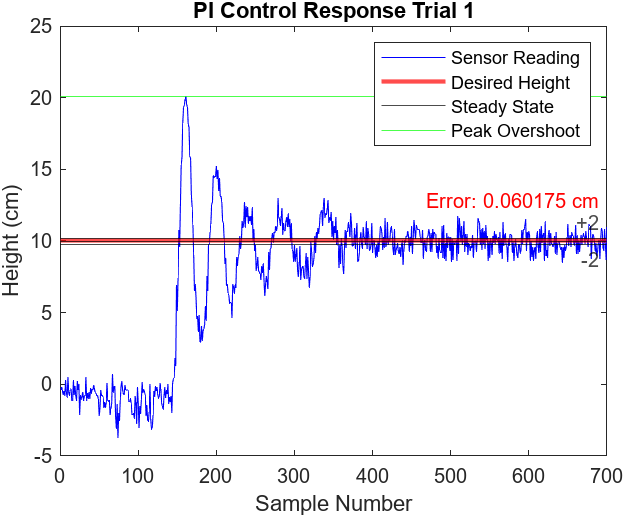 PI Control Response Trial 1
25
20
15
10
5
0
-5
Height (cm)
Sensor Reading
Desired Height
Steady State
Peak Overshoot
Error: 0.060175 cm
+2
-2
0 100 200 300 400 500 600 700
Sample Number